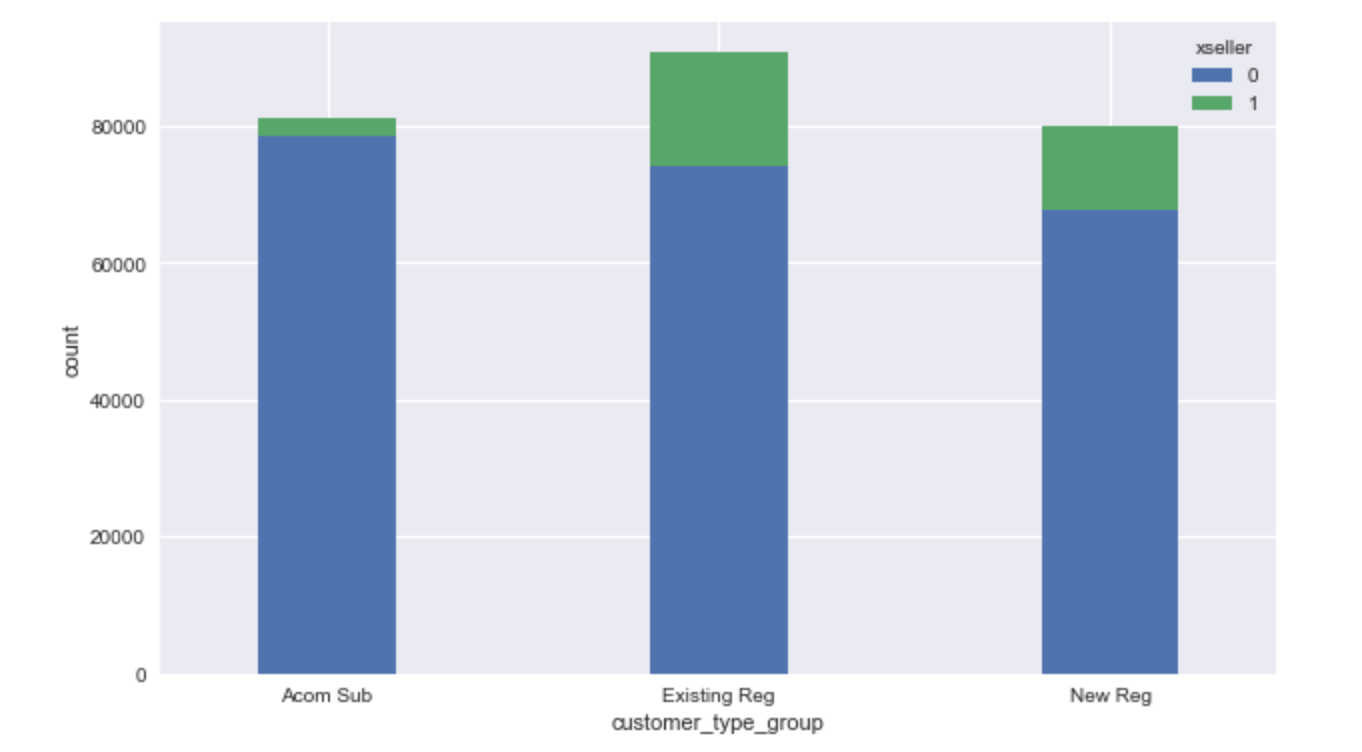 xseller
0
1
80000
60000
40000
20000
0
count
Acom Sub Existing Reg New Reg
customer_type_group